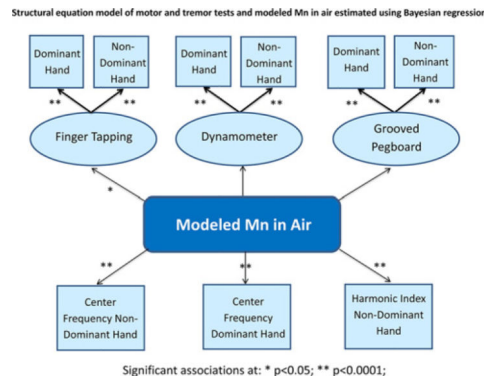 Structural equation model of motor and tremor tests and modeled Mn in air estimated using Bayesian regression
Dominant
Hand
Non-
Dominant
Hand
Dominant
Hand
Non-
Dominant
Hand
Dominant
Hand
Non-
Dominant
Hand
**
**
**
**
**
**
Finger Tapping
Dynamometer
Grooved
Pegboard
*
Modeled Mn in Air
**
**
**
Center
Frequency Non-
Dominant Hand
Center
Frequency
Dominant Hand
Harmonic Index
Non-Dominant
Hand
Significant associations at: * p<0.05; ** p<0.0001;